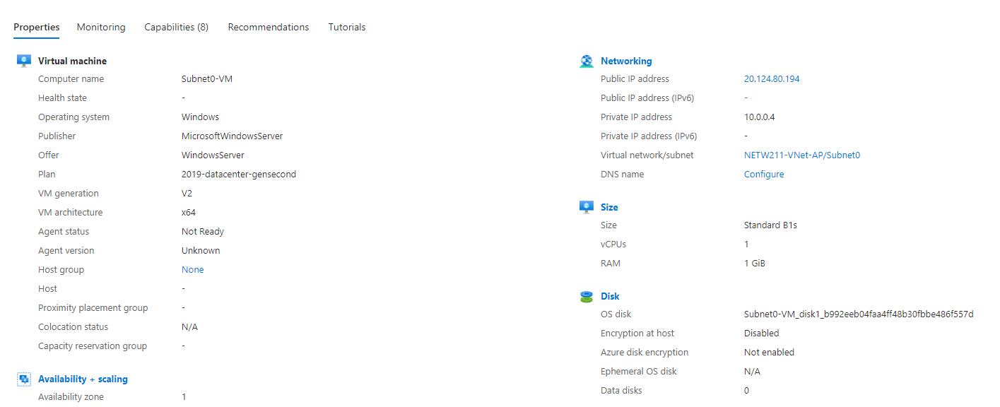 Properties Monitoring Capabilities (8) Recommendations Tutorials
Virtual machine
Computer name Subnet0-VM
Health state -
Operating system Windows
Publisher MicrosoftWindowsServer
Offer WindowsServer
Plan 2019-datacenter-gensecond
VM generation V2
VM architecture x64
Agent status Not Ready
Agent version Unknown
Host group None
Host -
Proximity placement group -
Colocation status N/A
Capacity reservation group -
Availability + scaling
Availability zone 1
Networking
Public IP address 20.124.80.194
Public IP address (IPv6) -
Private IP address 10.0.0.4
Private IP address (IPv6) -
Virtual network/subnet NETW211-VNet-AP/Subnet0
DNS name Configure
Size
Size Standard B1s
vCPUs 1
RAM 1 GiB
Disk
OS disk Subnet0-VM_disk1_b992eeb04faa4ff48b30fbbe486f557d
Encryption at host Disabled
Azure disk encryption Not enabled
Ephemeral OS disk N/A
Data disks 0